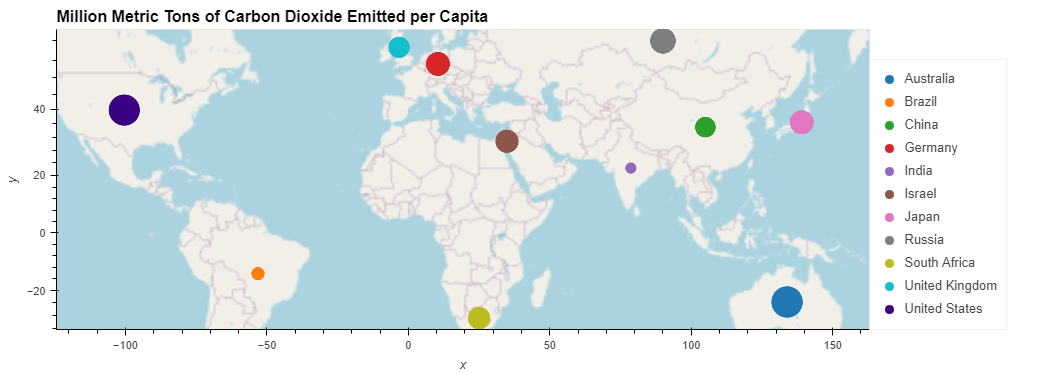 Million Metric Tons of Carbon Dioxide Emitted per Capita
y
40
20
0
−20
−100
−50
0
50
100
150
x
Australia
Brazil
China
Germany
India
Israel
Japan
Russia
South Africa
United Kingdom
United States